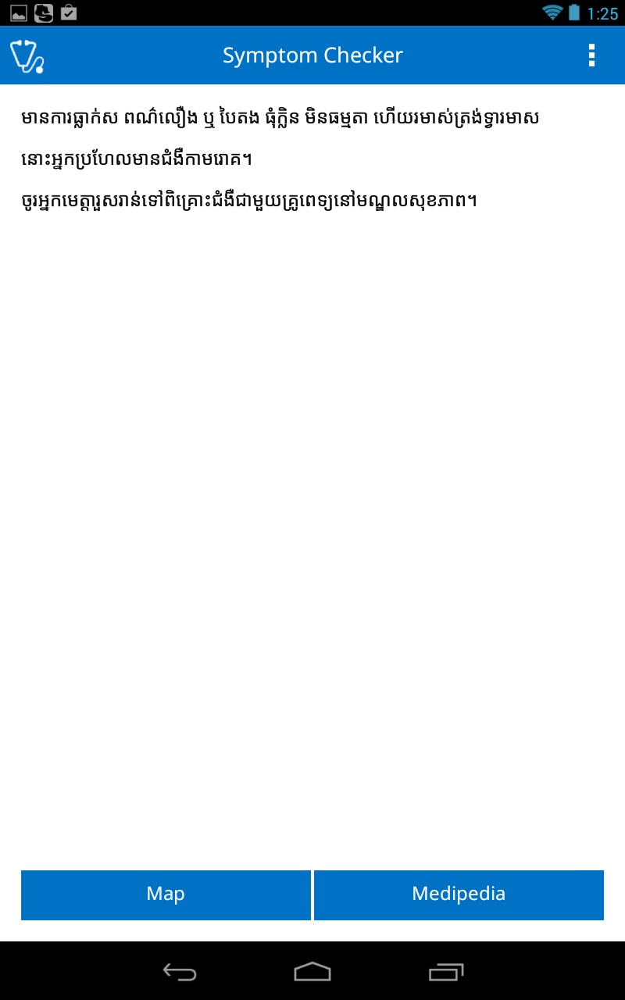 1:25
Symptom Checker
មានការធ្លាក់ស ពណ៌លឿង ឬ បៃតង ធុំក្លិន មិនធម្មតា ហើយរមាស់ត្រង់ទ្វារមាស
នោះអ្នកប្រហែលមានជំងឺកាមរោគ។
ចូរអ្នកមេត្តារួសរាន់ទៅពិគ្រោះជំងឺជាមួយគ្រូពេទ្យនៅមណ្ឌលសុខភាព។
Map
Medipedia